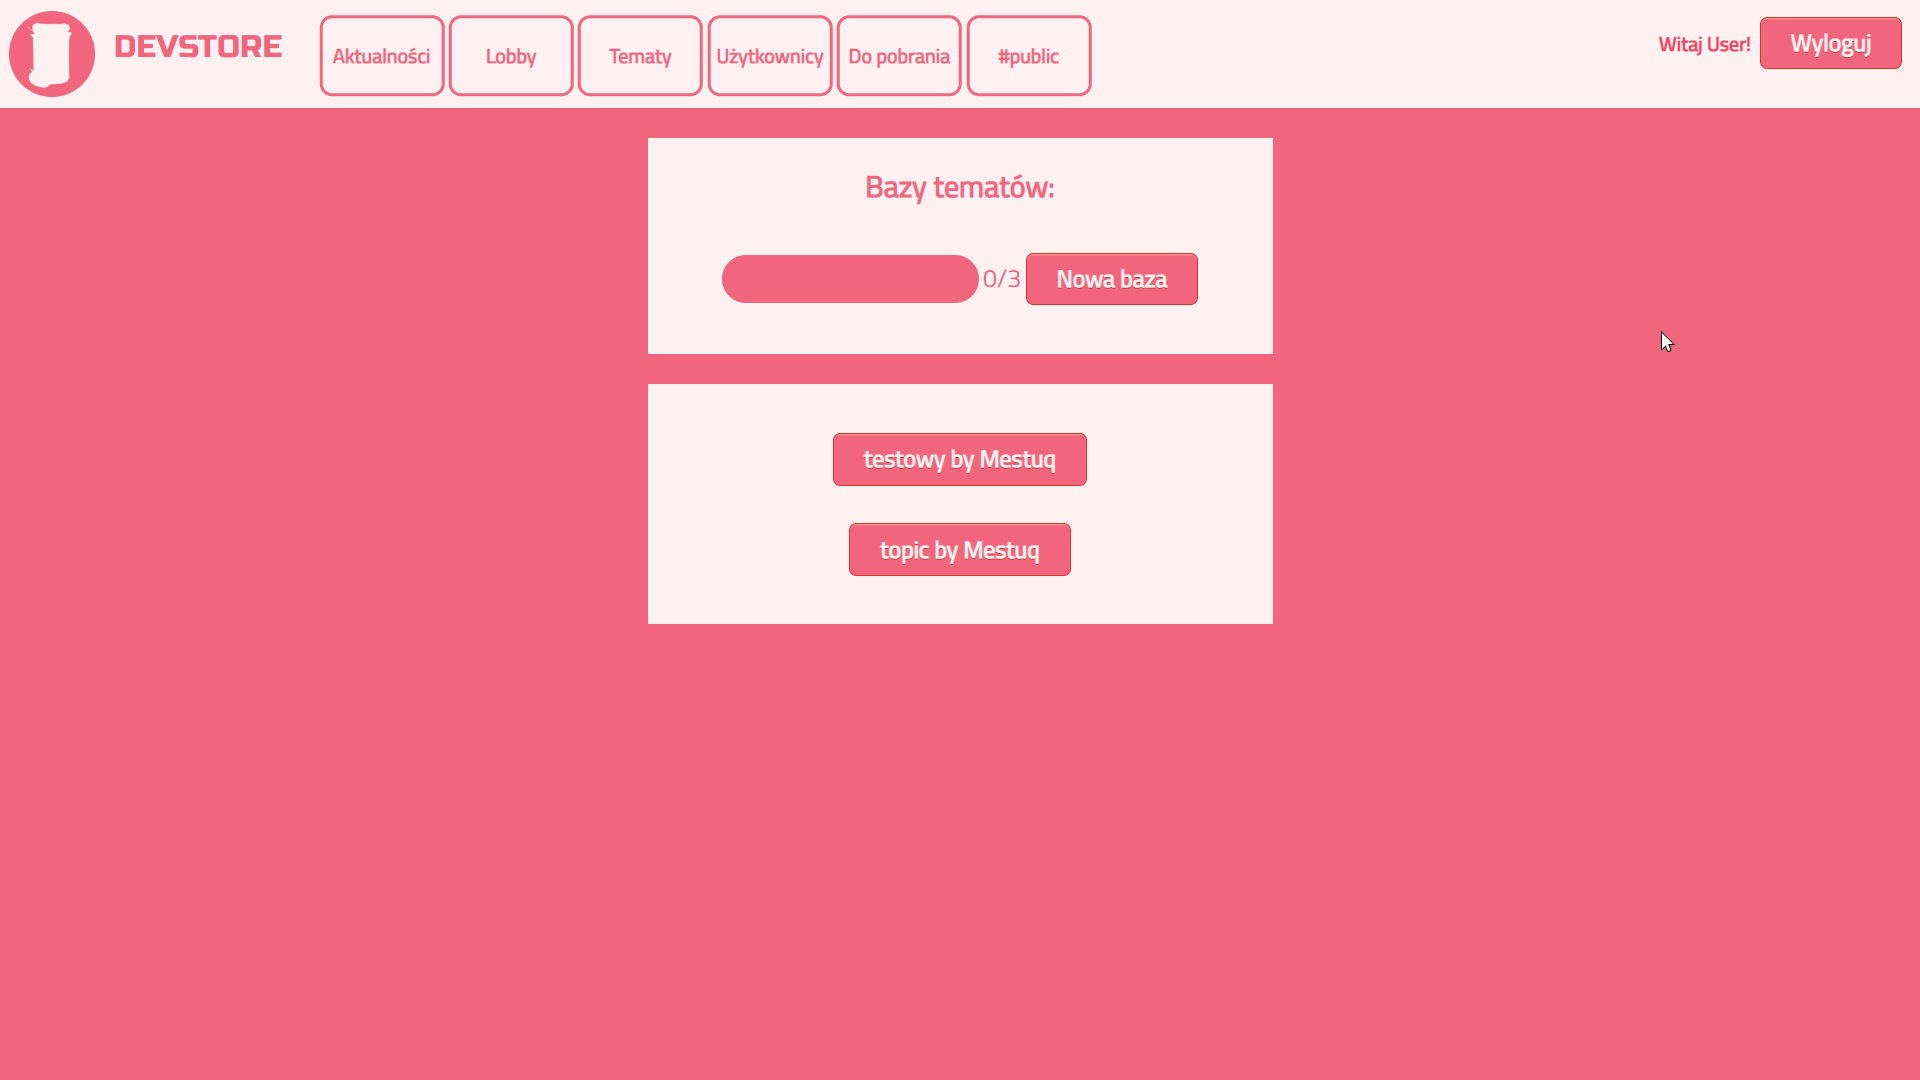 DEVSTORE
Aktualności
Lobby
Tematy
Użytkownicy
Do pobrania
#public
Witaj User!
Wyloguj
Bazy tematów:
0/3
Nowa baza
testowy by Mestuq
topic by Mestuq